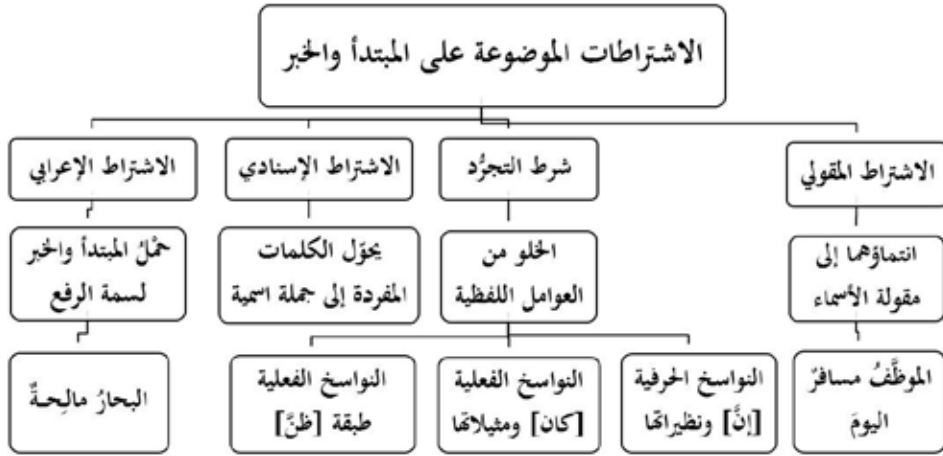 الاشتراطات الموضوعة على المبتدأ والخبر
الاشتراط المقولي
شرط التجرُّد
الاشتراط الإسنادي
الاشتراط الإعرابي
انتماؤهما إلى
مقولة الأسماء
الخلو من
العوامل اللفظية
يحوّل الكلمات
المفردة إلى جملة اسمية
حمْلُ المبتدأ والخبر
لسمة الرفع
الموظَّفُ مسافرٌ
اليومَ
النواسخ الحرفية
[إنَّ] ونظيراتها
النواسخ الفعلية
[كان] ومثيلاتها
النواسخ الفعلية
طبقة [ظنَّ]
البحارُ مالِحةٌ